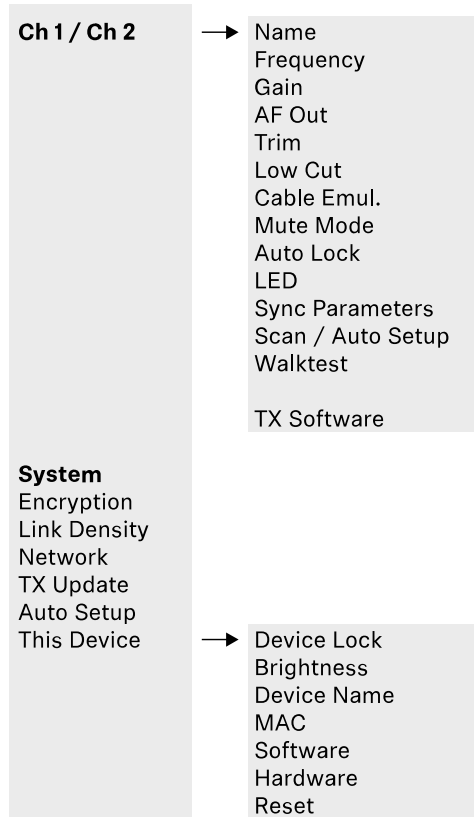 Ch 1 / Ch 2
Name
Frequency
Gain
AF Out
Trim
Low Cut
Cable Emul.
Mute Mode
Auto Lock
LED
Sync Parameters
Scan / Auto Setup
Walktest
TX Software
System
Encryption
Link Density
Network
TX Update
Auto Setup
This Device
Device Lock
Brightness
Device Name
MAC
Software
Hardware
Reset